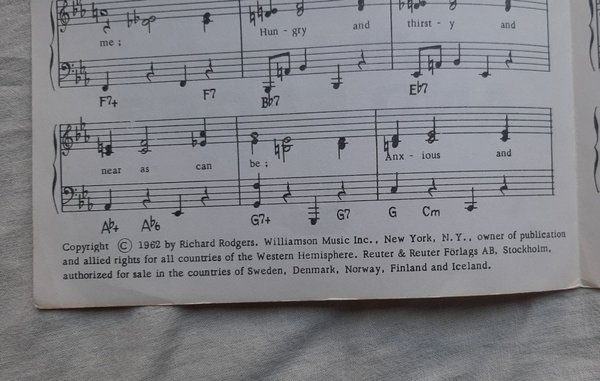 me; Hun - gry and thirst - y and
F7+ F7 B♭7 E♭7
near as can be; Anx - ious and
A♭+ A♭6 G7+ G7 G Cm
Copyright © 1962 by Richard Rodgers. Williamson Music Inc., New York, N.Y., owner of publication
and allied rights for all countries of the Western Hemisphere. Reuter & Reuter Förlags AB, Stockholm,
authorized for sale in the countries of Sweden, Denmark, Norway, Finland and Iceland.